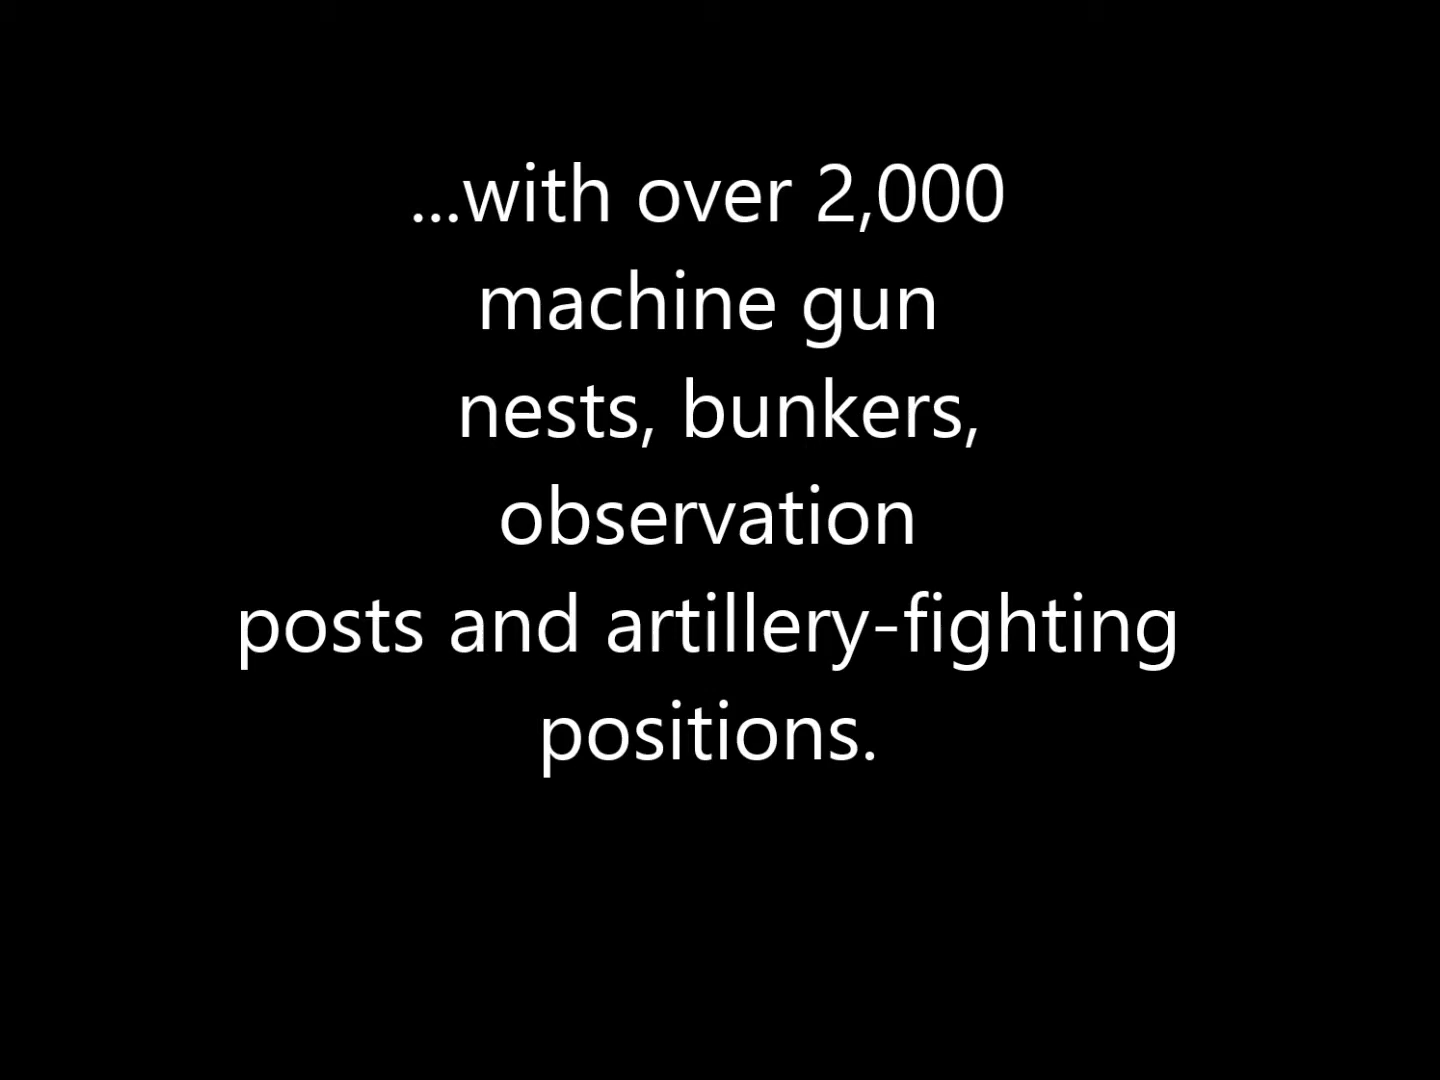 ...with over 2,000
machine gun
nests, bunkers,
observation
posts and artillery-fighting
positions.